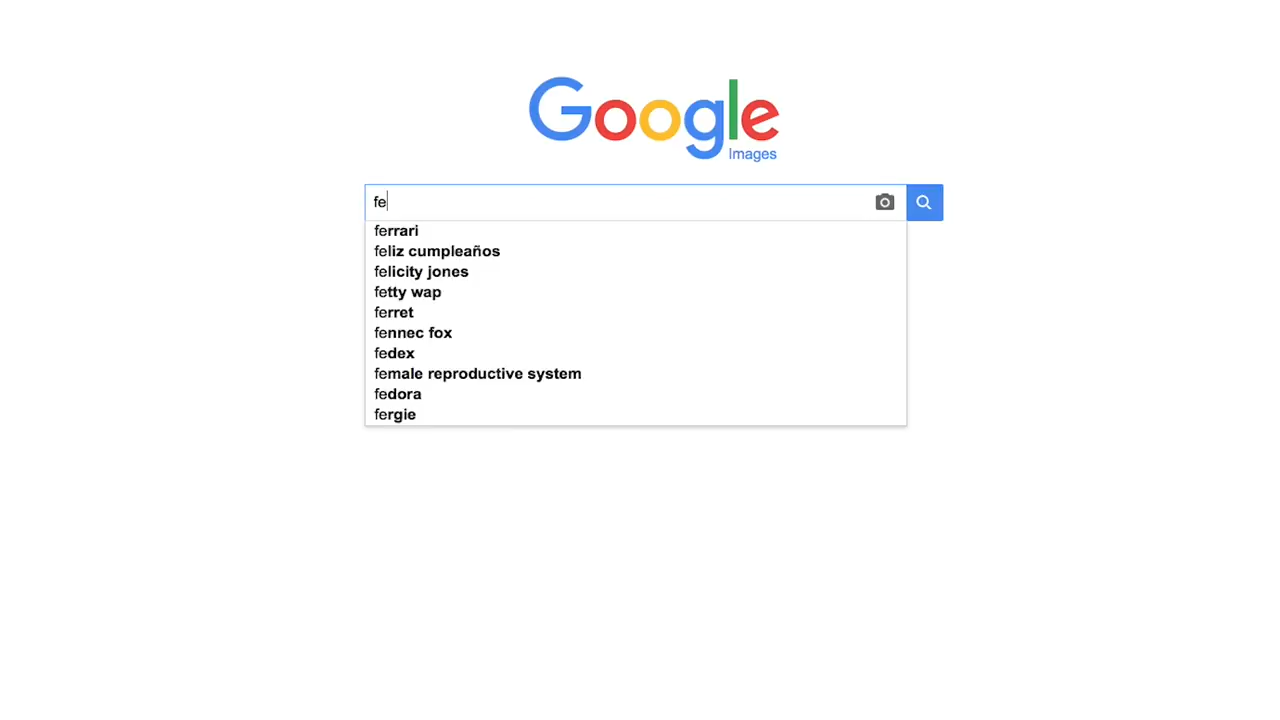 Google
Images
fe
ferrari
feliz cumpleaños
felicity jones
fetty wap
ferret
fennec fox
fedex
female reproductive system
fedora
fergie